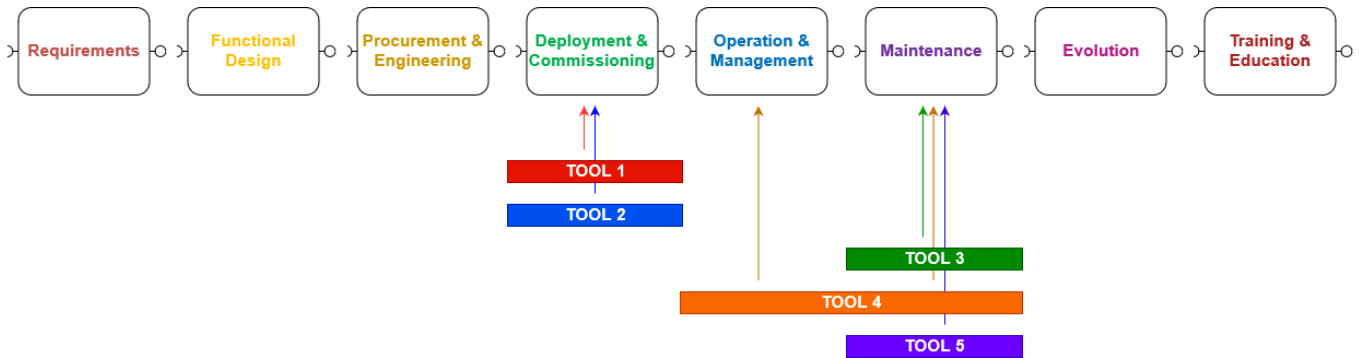 Requirements
Functional
Design
Procurement &
Engineering
Deployment &
Commissioning
Operation &
Management
Maintenance
Evolution
Training &
Education
TOOL 1
TOOL 2
TOOL 3
TOOL 4
TOOL 5